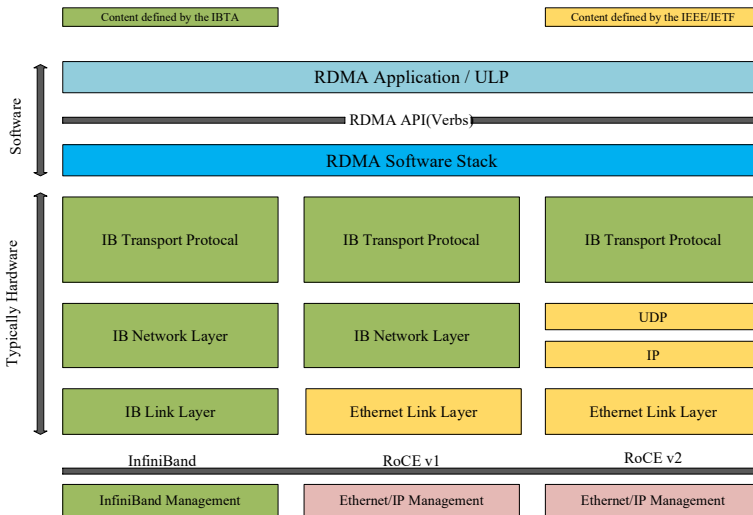 Content defined by the IBTA
Content defined by the IEEE/IETF
Software
RDMA Application / ULP
RDMA API(Verbs)
RDMA Software Stack
Typically Hardware
IB Transport Protocal
IB Transport Protocal
IB Transport Protocal
IB Network Layer
IB Network Layer
UDP
IP
IB Link Layer
Ethernet Link Layer
Ethernet Link Layer
InfiniBand
RoCE v1
RoCE v2
InfiniBand Management
Ethernet/IP Management
Ethernet/IP Management